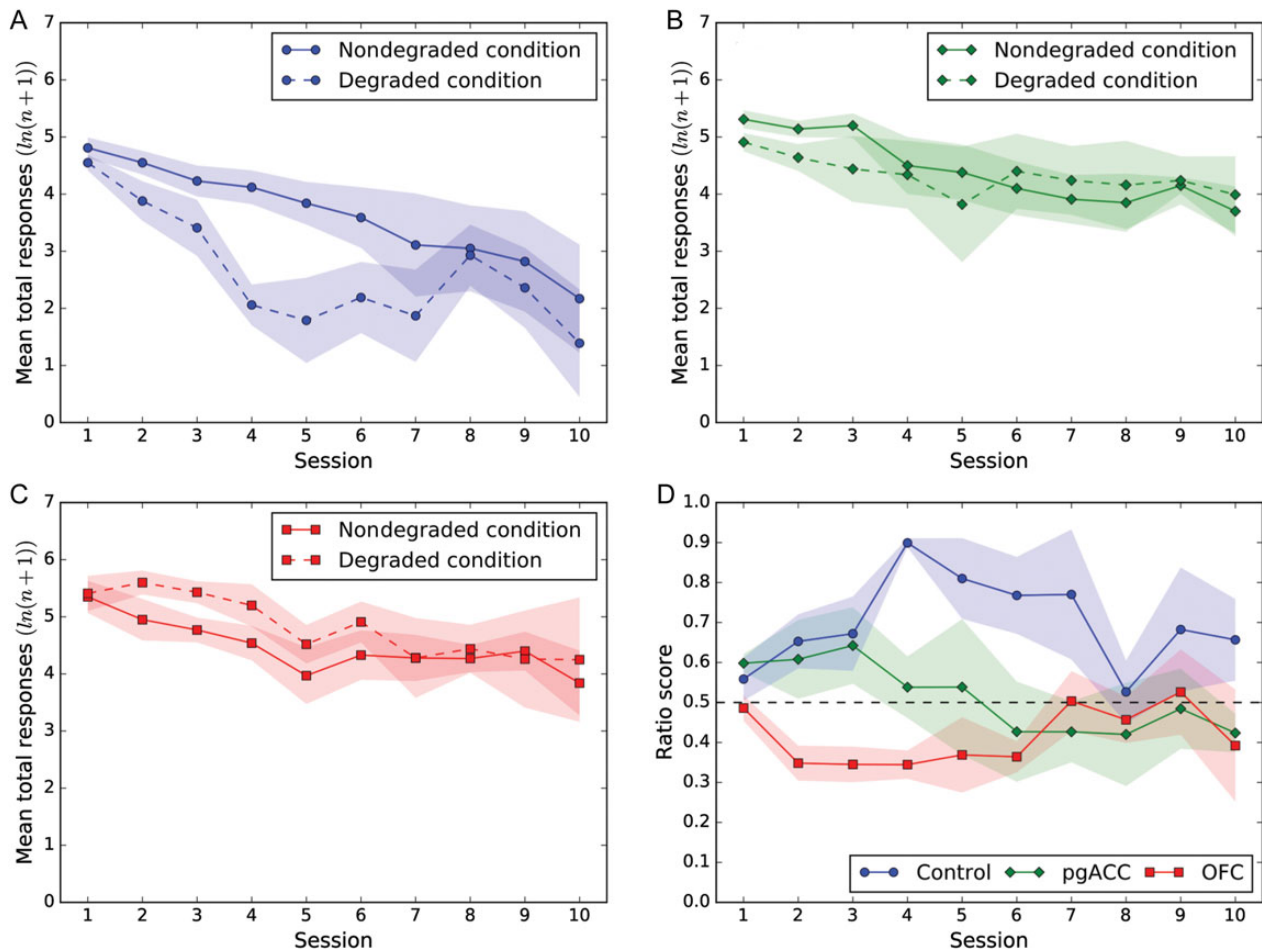 A
Mean total responses (ln(n + 1))
7
6
5
4
3
2
1
0
Nondegraded condition
Degraded condition
1 2 3 4 5 6 7 8 9 10
Session
B
Mean total responses (ln(n + 1))
7
6
5
4
3
2
1
0
Nondegraded condition
Degraded condition
1 2 3 4 5 6 7 8 9 10
Session
C
Mean total responses (ln(n + 1))
7
6
5
4
3
2
1
0
Nondegraded condition
Degraded condition
1 2 3 4 5 6 7 8 9 10
Session
D
Ratio score
1.0
0.9
0.8
0.7
0.6
0.5
0.4
0.3
0.2
0.1
0.0
Control pgACC OFC
1 2 3 4 5 6 7 8 9 10
Session